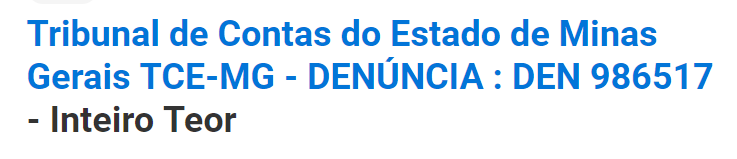 Tribunal de Contas do Estado de Minas
Gerais TCE-MG - DENÚNCIA : DEN 986517
- Inteiro Teor